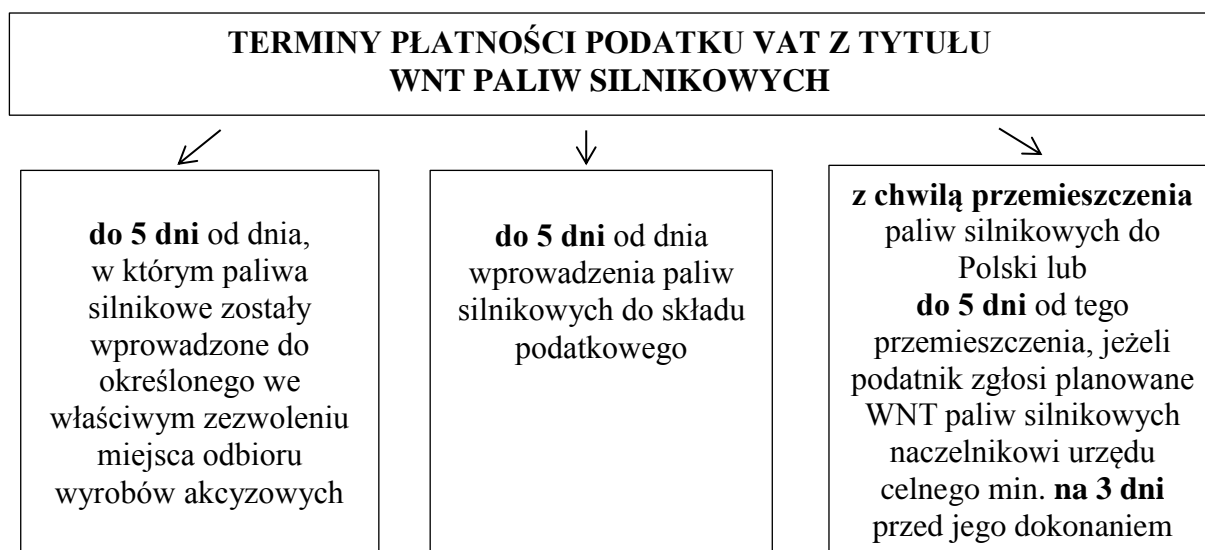 TERMINY PŁATNOŚCI PODATKU VAT Z TYTUŁU
WNT PALIW SILNIKOWYCH
do 5 dni od dnia,
w którym paliwa
silnikowe zostały
wprowadzone do
określonego we
właściwym zezwoleniu
miejsca odbioru
wyrobów akcyzowych
do 5 dni od dnia
wprowadzenia paliw
silnikowych do składu
podatkowego
z chwilą przemieszczenia
paliw silnikowych do
Polski lub
do 5 dni od tego
przemieszczenia, jeżeli
podatnik zgłosi planowane
WNT paliw silnikowych
naczelnikowi urzędu
celnego min. na 3 dni
przed jego dokonaniem